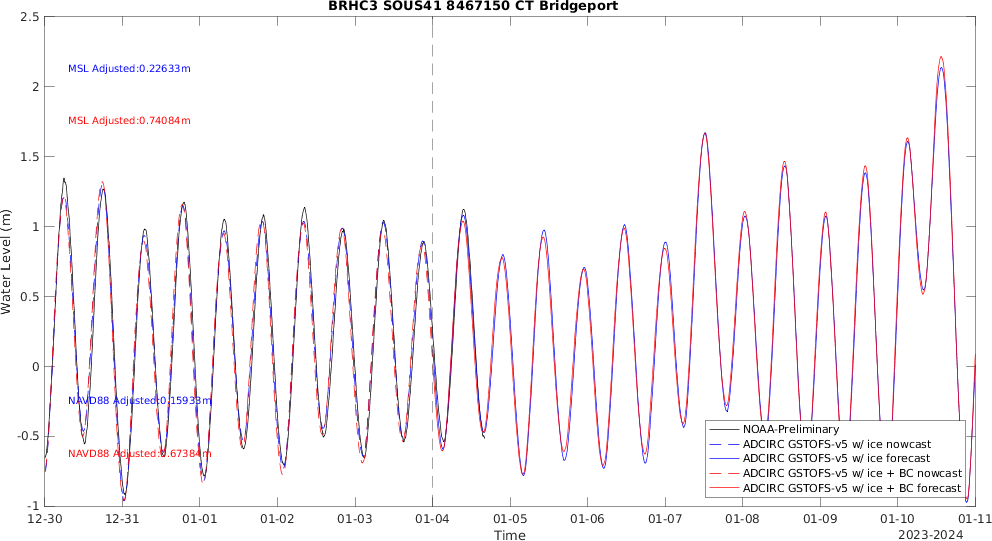 BRHC3 SOUS41 8467150 CT Bridgeport
2.5
2
1.5
1
0.5
0
-0.5
-1
Water Level (m)
MSL Adjusted:0.22633m
MSL Adjusted:0.74084m
NAVD88 Adjusted:0.15933m
NAVD88 Adjusted:0.67384m
NOAA-Preliminary
ADCIRC GSTOFS-v5 w/ ice nowcast
ADCIRC GSTOFS-v5 w/ ice forecast
ADCIRC GSTOFS-v5 w/ ice + BC nowcast
ADCIRC GSTOFS-v5 w/ ice + BC forecast
12-30 12-31 01-01 01-02 01-03 01-04 01-05 01-06 01-07 01-08 01-09 01-10 01-11
Time
2023-2024